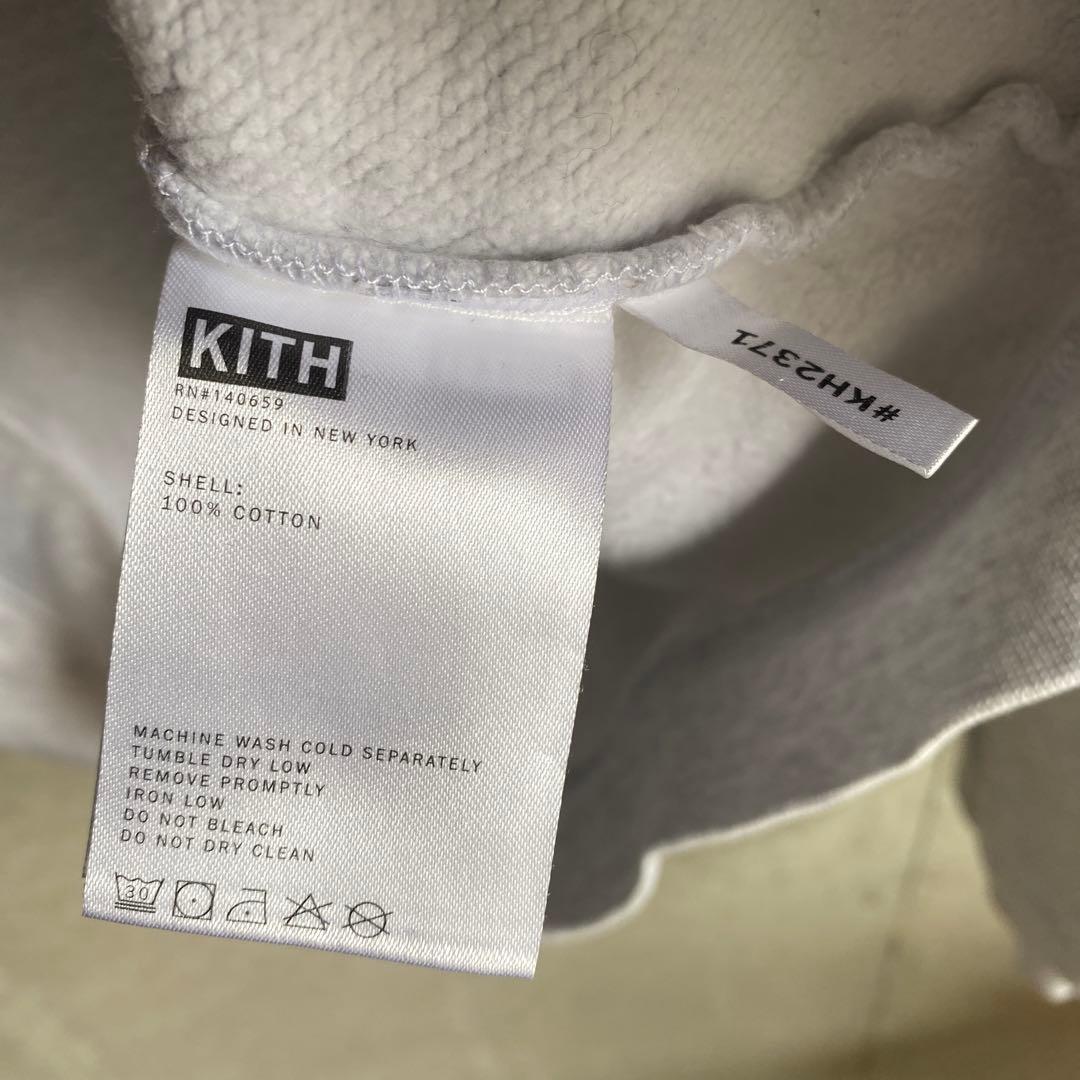 KITH
RN#140659
DESIGNED IN NEW YORK
SHELL:
100% COTTON
MACHINE WASH COLD SEPARATELY
TUMBLE DRY LOW
REMOVE PROMPTLY
IRON LOW
DO NOT BLEACH
DO NOT DRY CLEAN
30
#KH2371